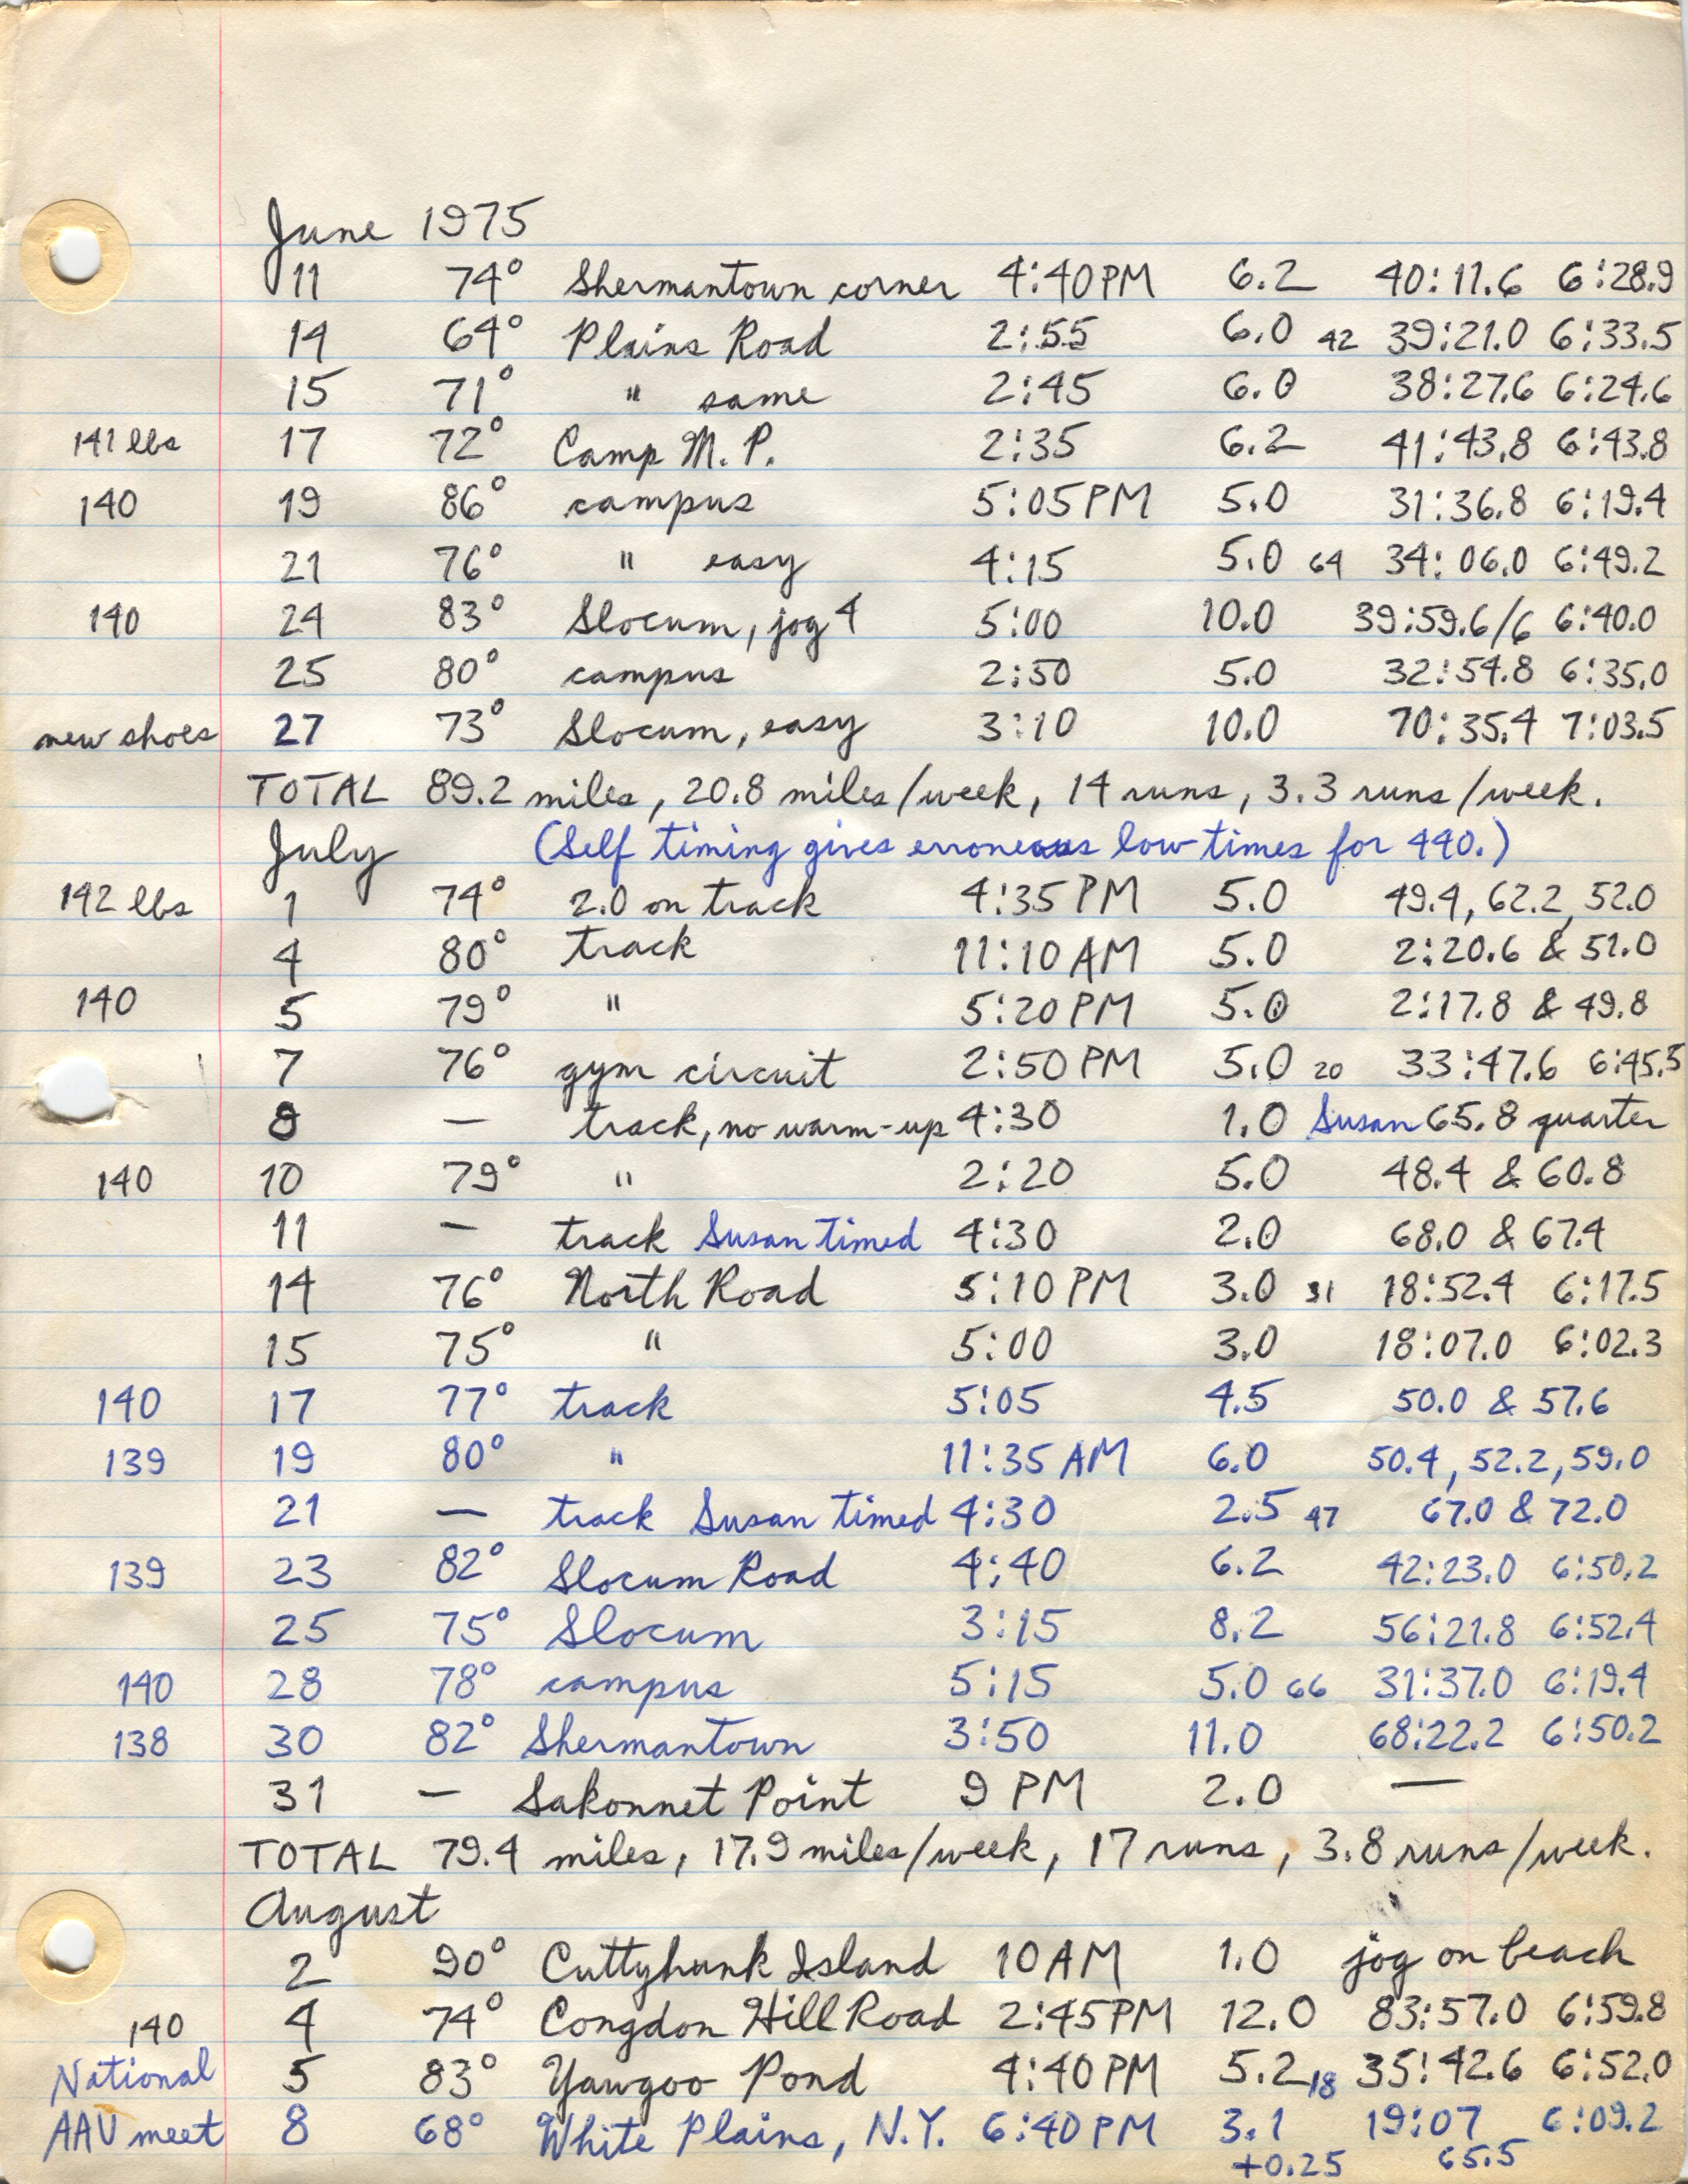 June 1975
11 74° Shermantown corner 4:40PM 6.2 40:11.6 6:28.9
14 64° Plains Road 2:55 6.0 42 39:21.0 6:33.5
15 71° " same 2:45 6.0 38:27.6 6:24.6
141 lbs 17 72° Camp M.P. 2:35 6.2 41:43.8 6:43.8
140 19 86° campus 5:05PM 5.0 31:36.8 6:19.4
21 76° " easy 4:15 5.0 64 34:06.0 6:49.2
140 24 83° Slocum, jog 4 5:00 10.0 39:59.6/6 6:40.0
25 80° campus 2:50 5.0 32:54.8 6:35.0
new shoes 27 73° Slocum, easy 3:10 10.0 70:35.4 7:03.5
TOTAL 89.2 miles, 20.8 miles/week, 14 runs, 3.3 runs/week.
July (Self timing gives erroneous low times for 440.)
142 lbs 1 74° 2.0 on track 4:35 PM 5.0 49.4, 62.2, 52.0
4 80° track 11:10 AM 5.0 2:20.6 & 51.0
140 5 79° " 5:20 PM 5.0 2:17.8 & 49.8
7 76° gym circuit 2:50 PM 5.0 20 33:47.6 6:45.5
8 — track, no warm-up 4:30 1.0 Susan 65.8 quarter
140 10 79° " 2:20 5.0 48.4 & 60.8
11 — track Susan timed 4:30 2.0 68.0 & 67.4
14 76° North Road 5:10 PM 3.0 31 18:52.4 6:17.5
15 75° " 5:00 3.0 18:07.0 6:02.3
140 17 77° track 5:05 4.5 50.0 & 57.6
139 19 80° " 11:35 AM 6.0 50.4, 52.2, 59.0
21 — track Susan timed 4:30 2.5 47 67.0 & 72.0
139 23 82° Slocum Road 4:40 6.2 42:23.0 6:50.2
25 75° Slocum 3:15 8.2 56:21.8 6:52.4
140 28 78° campus 5:15 5.0 66 31:37.0 6:19.4
138 30 82° Shermantown 3:50 11.0 68:22.2 6:50.2
31 — Sakonnet Point 9 PM 2.0 —
TOTAL 79.4 miles, 17.9 miles/week, 17 runs, 3.8 runs/week.
August
2 90° Cuttyhunk Island 10 AM 1.0 jog on beach
140 4 74° Congdon Hill Road 2:45 PM 12.0 83:57.0 6:59.8
National 5 83° Yawgoo Pond 4:40 PM 5.2 18 35:42.6 6:52.0
AAU meet 8 68° White Plains, N.Y. 6:40 PM 3.1 19:07 6:09.2
+0.25 65.5